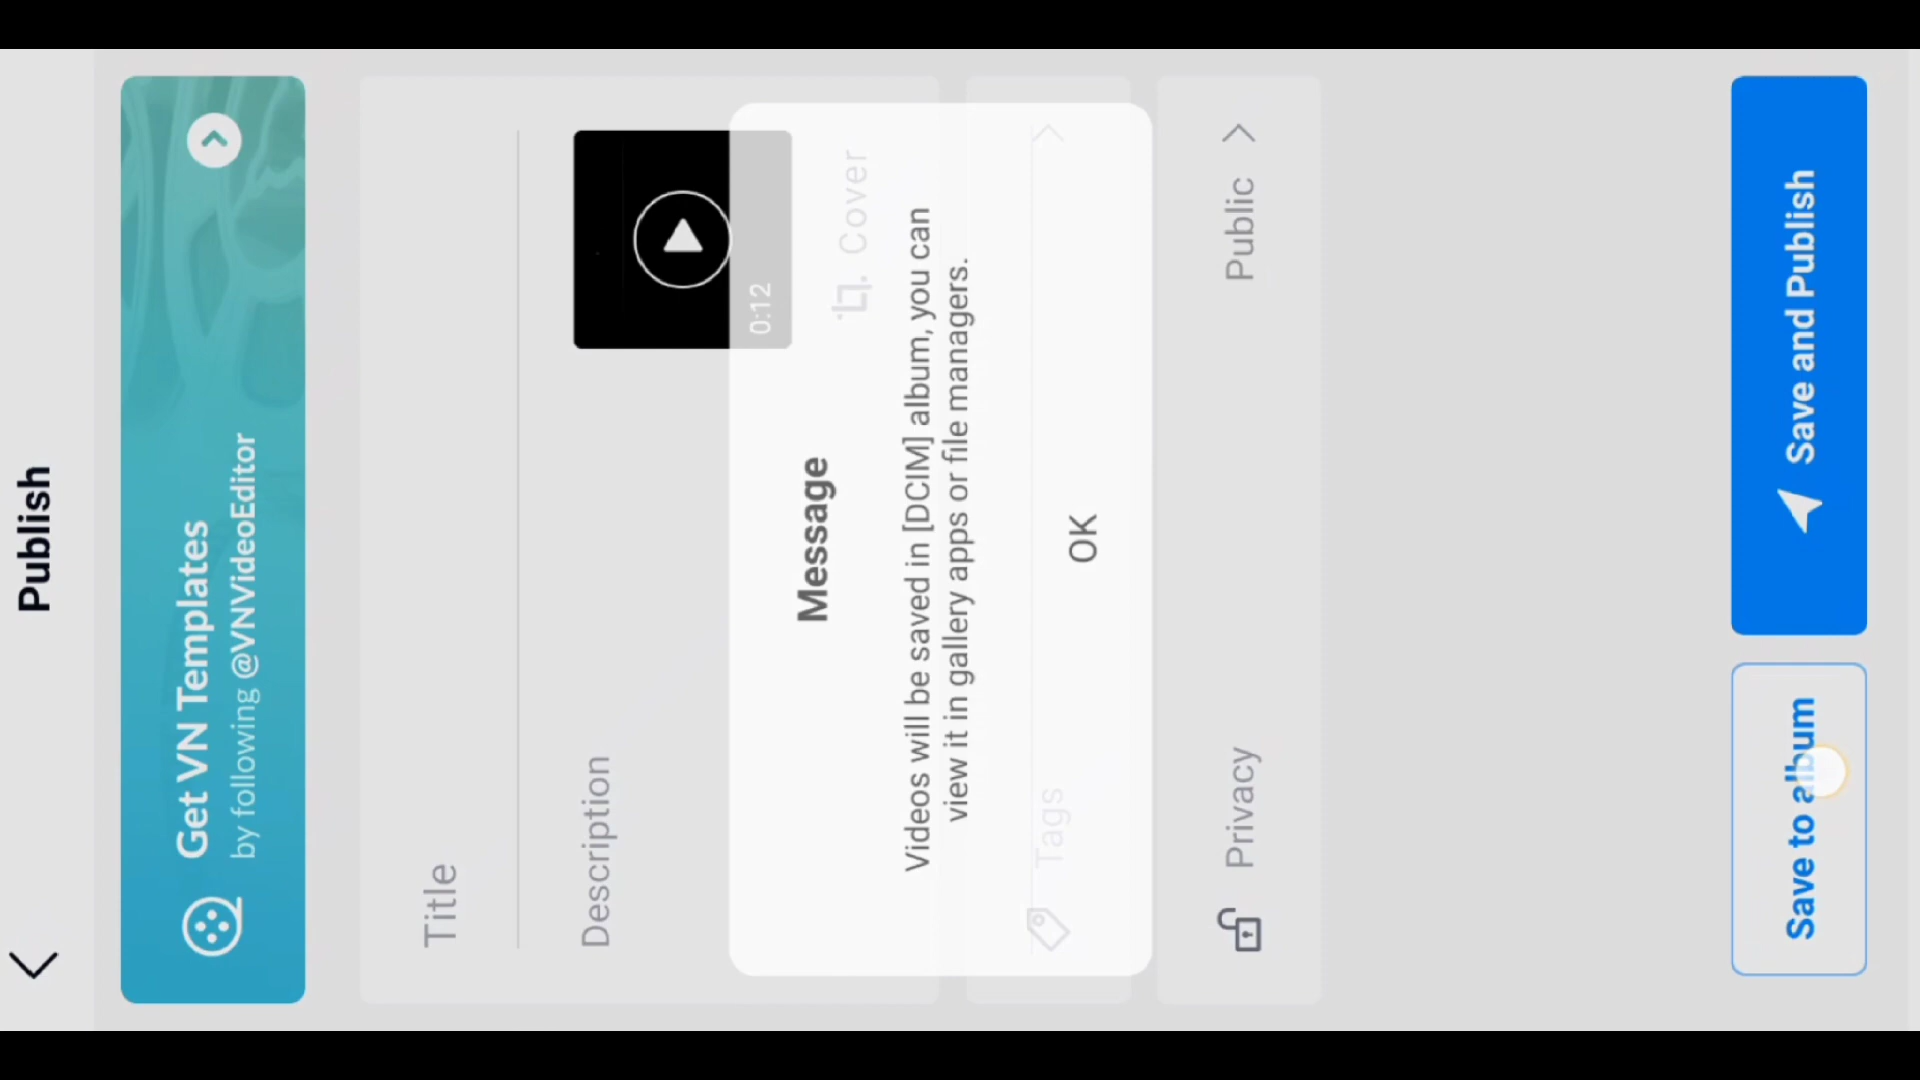 Publish
Get VN Templates
by following @VNVideoEditor
Title
Description
0:12
Cover
Message
Videos will be saved in [DCIM] album, you can
view it in gallery apps or file managers.
Tags
OK
Privacy
Public
Save to album
Save and Publish